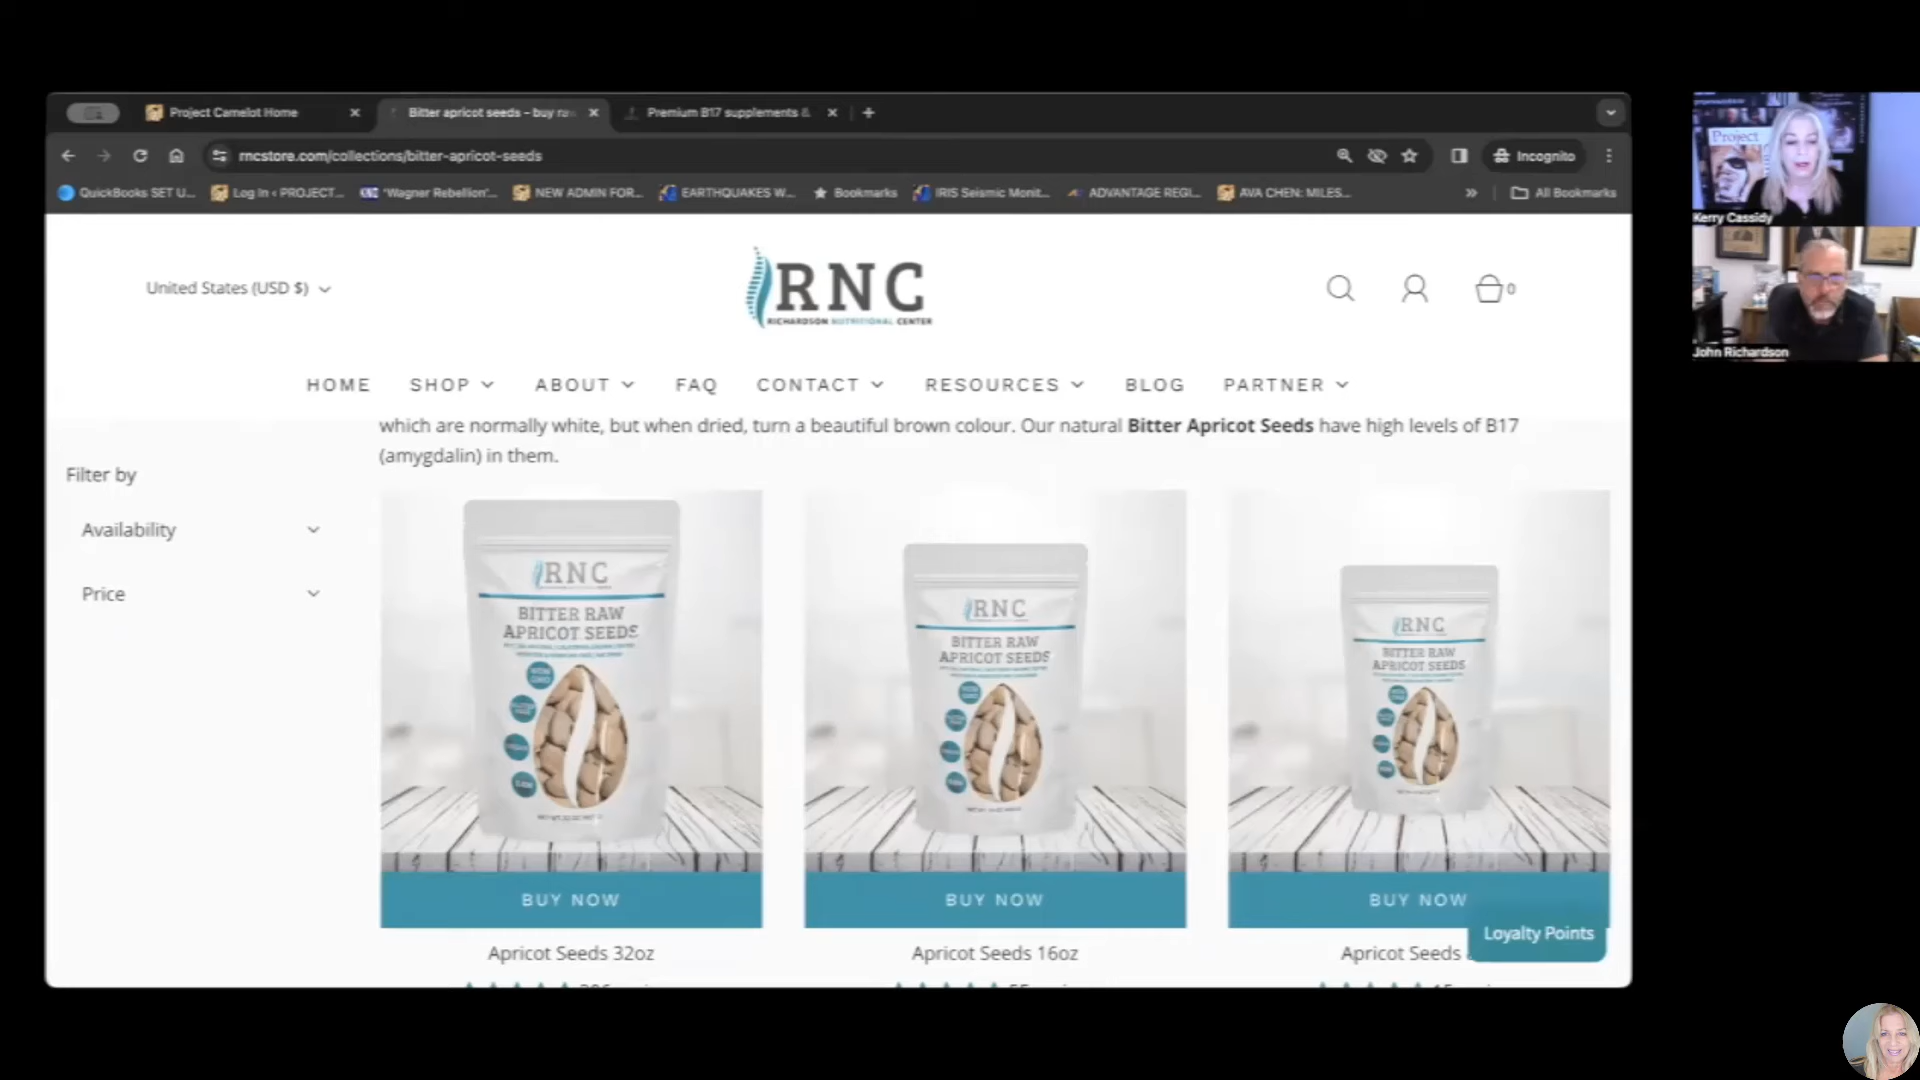 Project Camelot Home
Bitter apricot seeds – buy ra
Premium B17 supplements &
rncstore.com/collections/bitter-apricot-seeds
Incognito
QuickBooks SET U...
Log In ‹ PROJECT...
"Wagner Rebellion'...
NEW ADMIN FOR...
EARTHQUAKES W...
Bookmarks
IRIS Seismic Monit...
ADVANTAGE REGI...
AVA CHEN: MILES...
»
All Bookmarks
United States (USD $)
RNC
RICHARDSON NUTRITIONAL CENTER
0
HOME
SHOP
ABOUT
FAQ
CONTACT
RESOURCES
BLOG
PARTNER
which are normally white, but when dried, turn a beautiful brown colour. Our natural Bitter Apricot Seeds have high levels of B17
(amygdalin) in them.
Filter by
Availability
Price
RNC
BITTER RAW
APRICOT SEEDS
RNC
BITTER RAW
APRICOT SEEDS
RNC
BITTER RAW
APRICOT SEEDS
BUY NOW
BUY NOW
BUY NOW
Apricot Seeds 32oz
Apricot Seeds 16oz
Apricot Seeds
Loyalty Points
Project
Kerry Cassidy
John Richardson